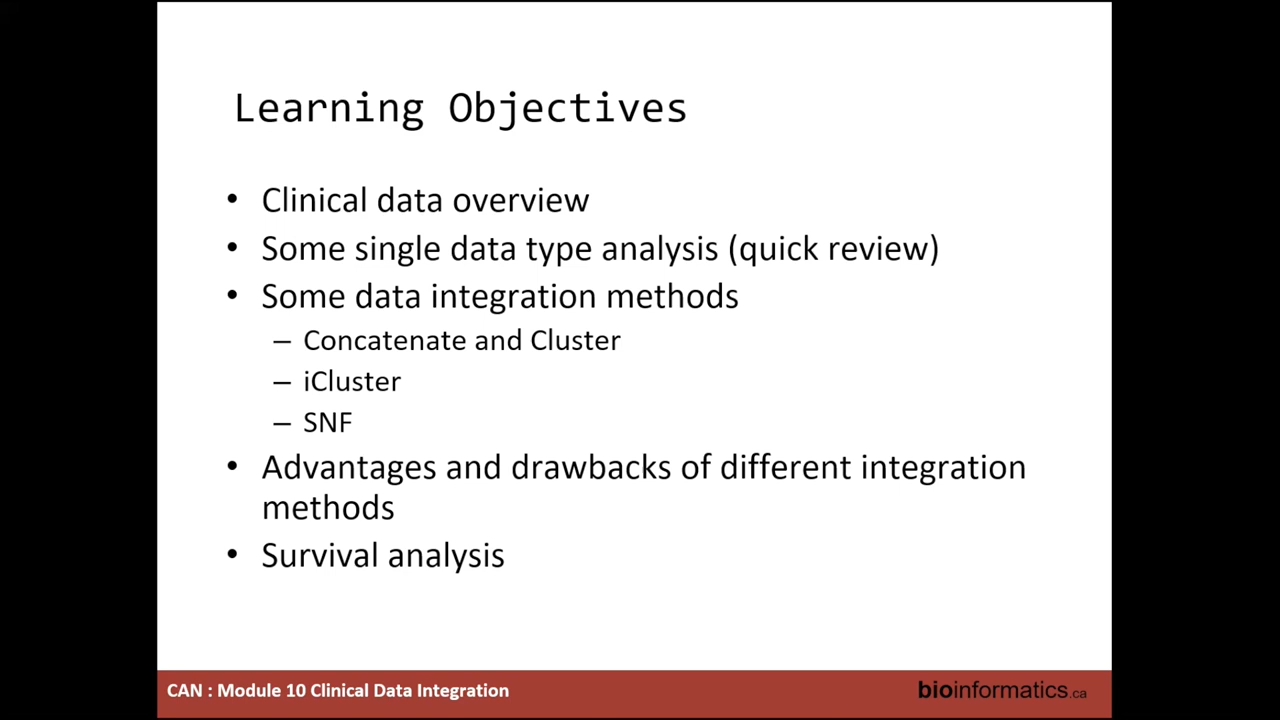 Learning Objectives
• Clinical data overview
• Some single data type analysis (quick review)
• Some data integration methods
– Concatenate and Cluster
– iCluster
– SNF
• Advantages and drawbacks of different integration
methods
• Survival analysis
CAN : Module 10 Clinical Data Integration
bioinformatics.ca